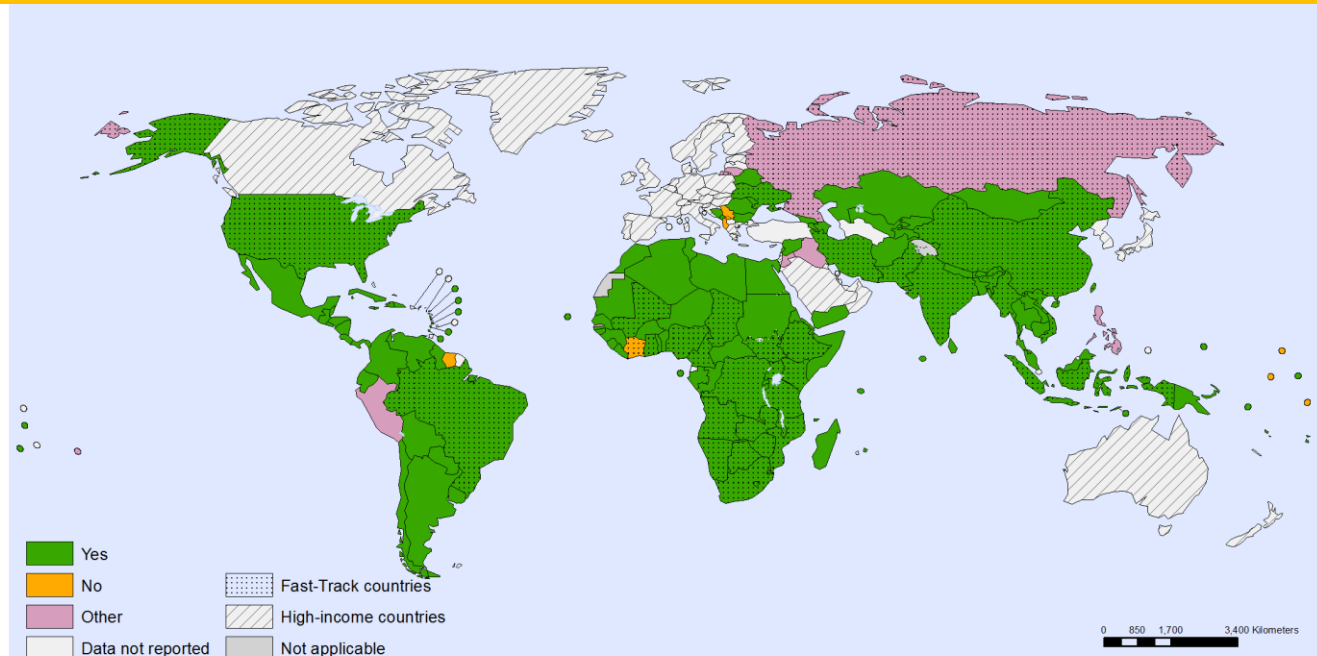 Yes
No
Fast-Track countries
Other
High-income countries
Data not reported
Not applicable
0 850 1,700 3,400 Kilometers